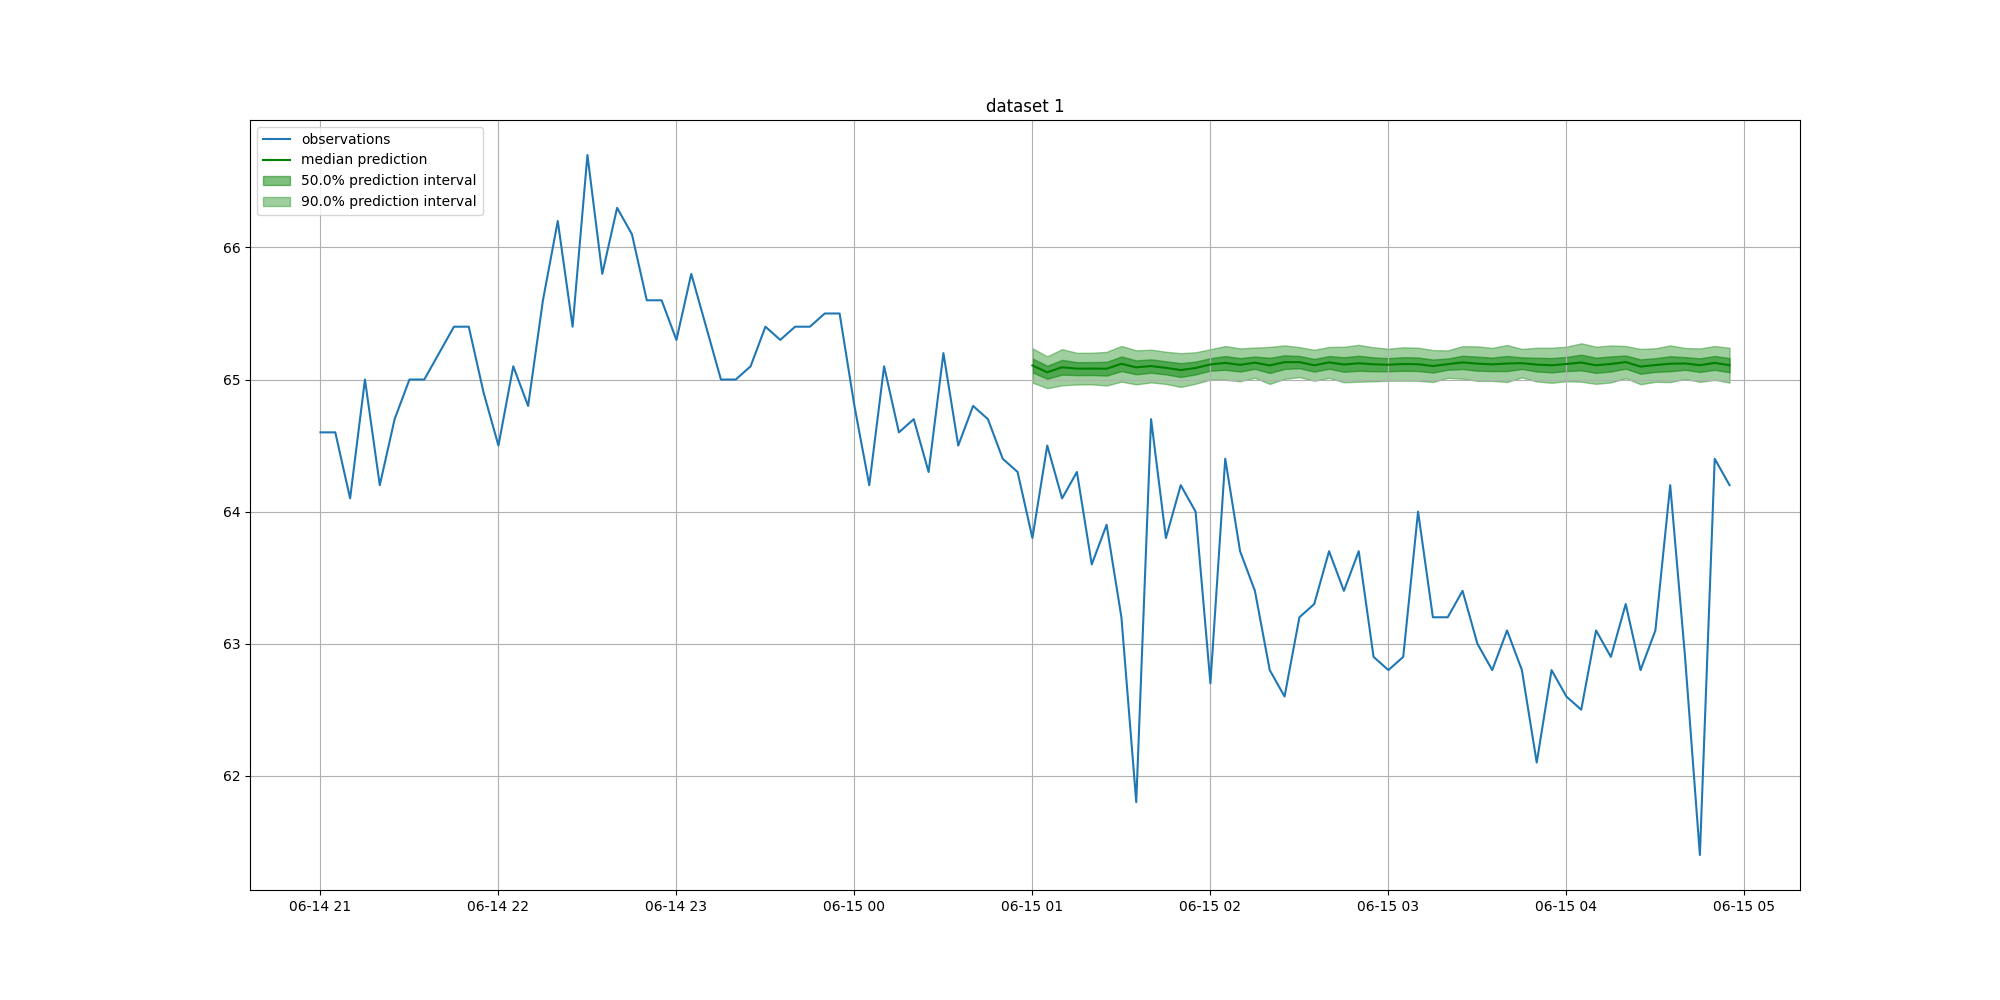 dataset 1
observations
median prediction
50.0% prediction interval
90.0% prediction interval
66
65
64
63
62
06-14 21
06-14 22
06-14 23
06-15 00
06-15 01
06-15 02
06-15 03
06-15 04
06-15 05